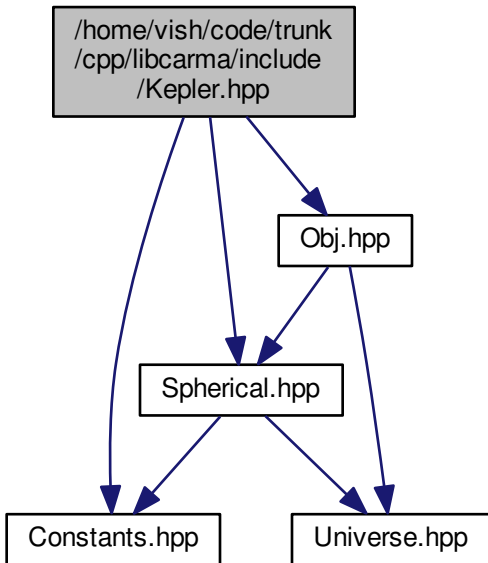 /home/vish/code/trunk
/cpp/libcarma/include
/Kepler.hpp
Obj.hpp
Spherical.hpp
Constants.hpp
Universe.hpp